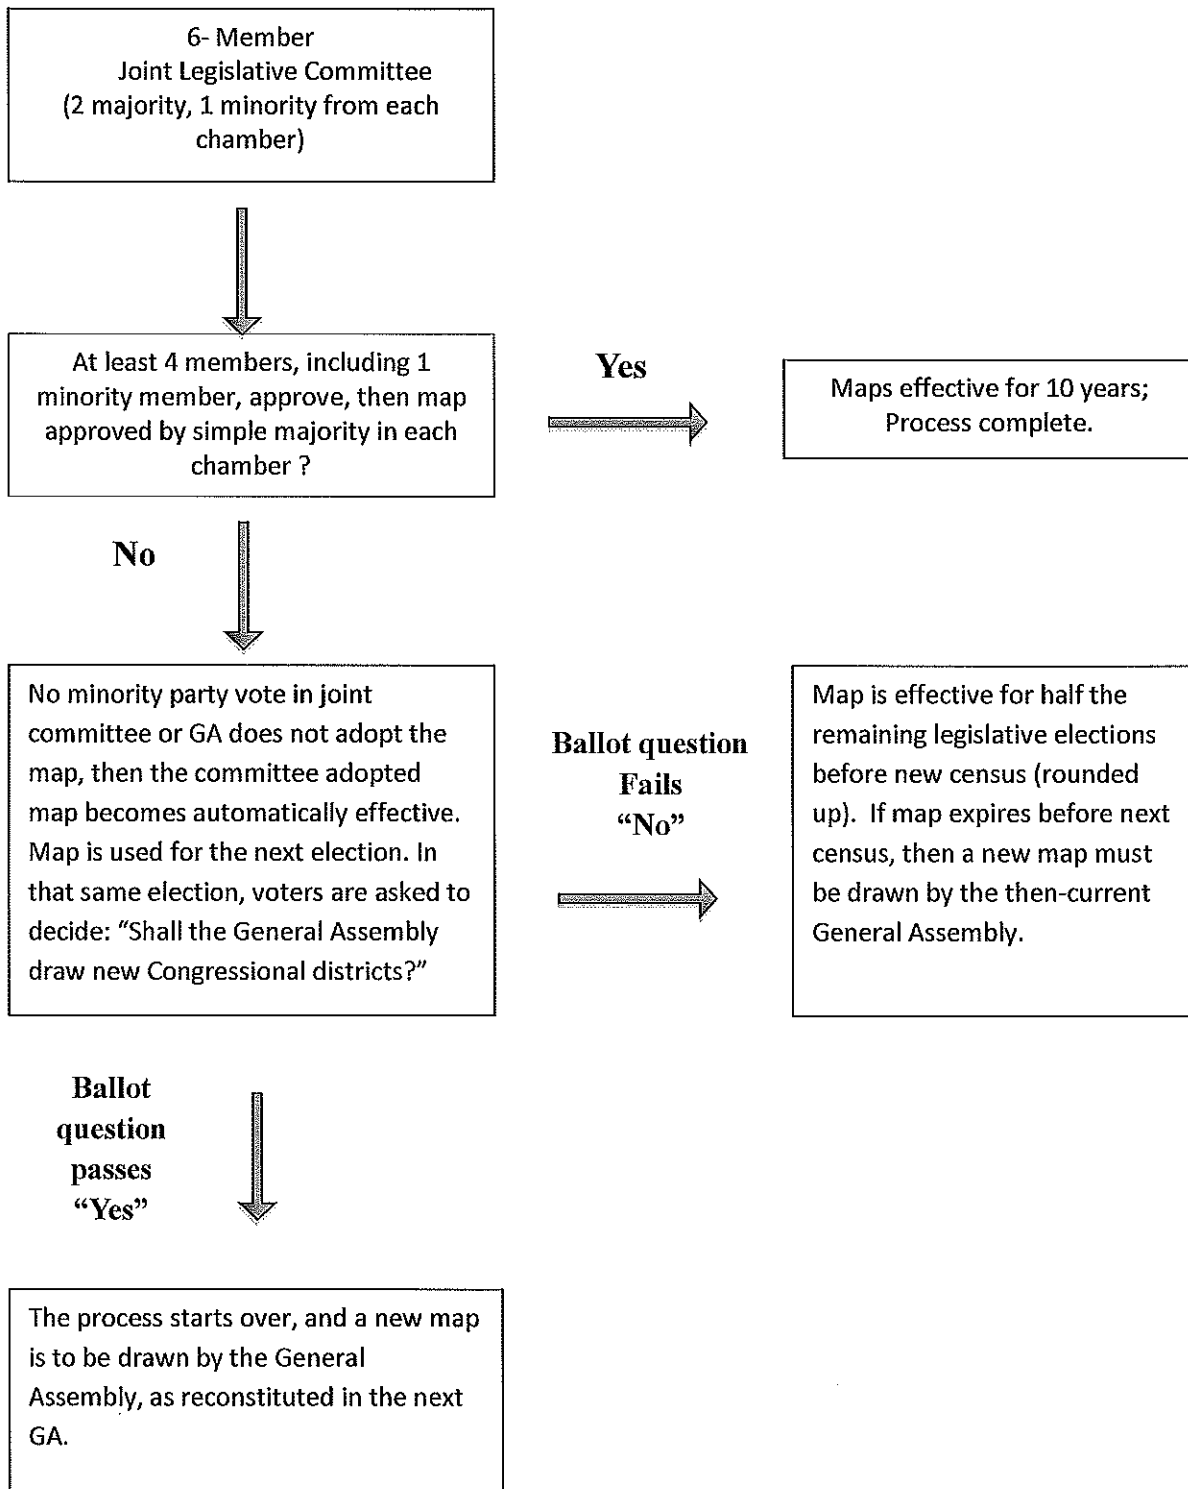 6- Member
Joint Legislative Committee
(2 majority, 1 minority from each
chamber)
At least 4 members, including 1
minority member, approve, then map
approved by simple majority in each
chamber ?
Yes
Maps effective for 10 years;
Process complete.
No
No minority party vote in joint
committee or GA does not adopt the
map, then the committee adopted
map becomes automatically effective.
Map is used for the next election. In
that same election, voters are asked to
decide: “Shall the General Assembly
draw new Congressional districts?”
Ballot question
Fails
“No”
Map is effective for half the
remaining legislative elections
before new census (rounded
up). If map expires before next
census, then a new map must
be drawn by the then-current
General Assembly.
Ballot
question
passes
“Yes”
The process starts over, and a new map
is to be drawn by the General
Assembly, as reconstituted in the next
GA.